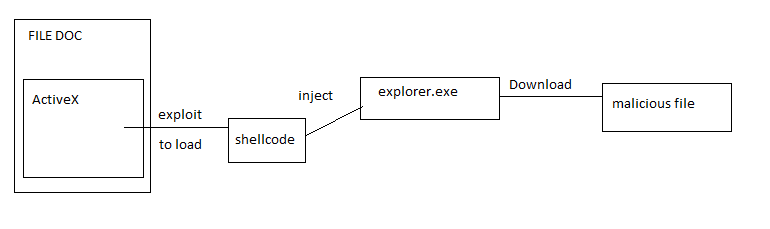 FILE DOC
ActiveX
exploit
to load
shellcode
inject
explorer.exe
Download
malicious file